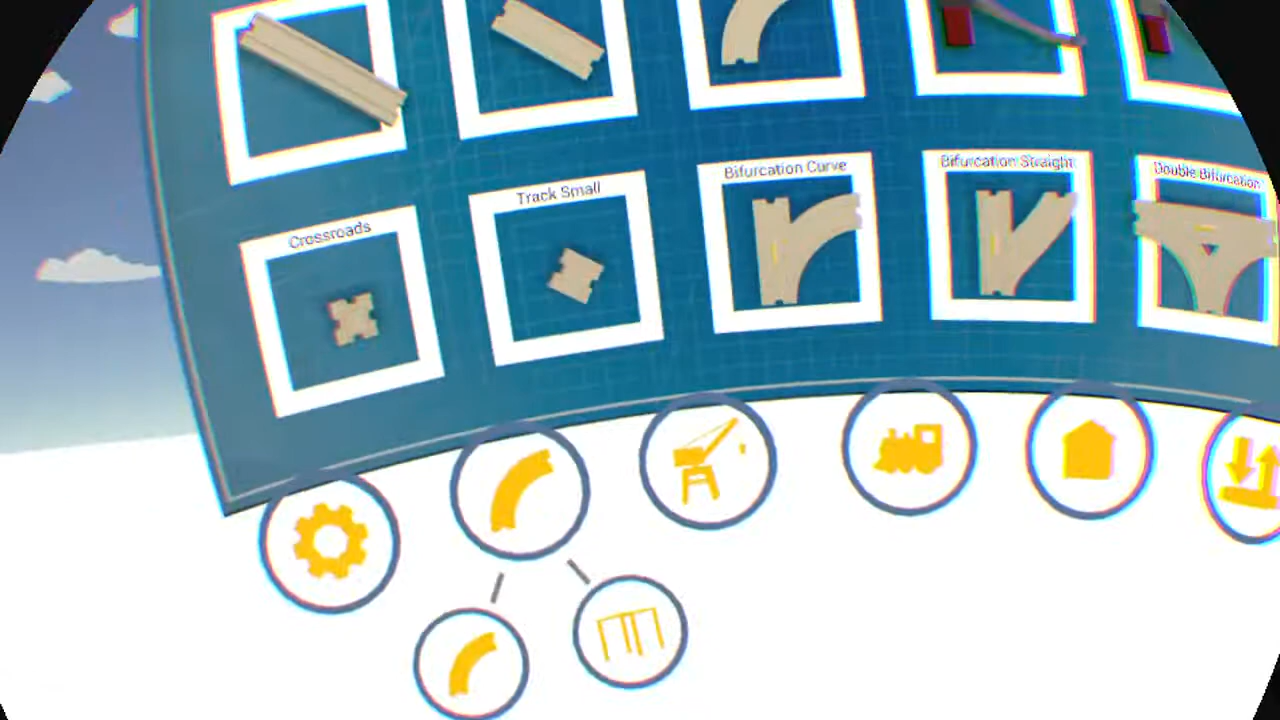 Crossroads
Track Small
Bifurcation Curve
Bifurcation Straight
Double Bifurcation